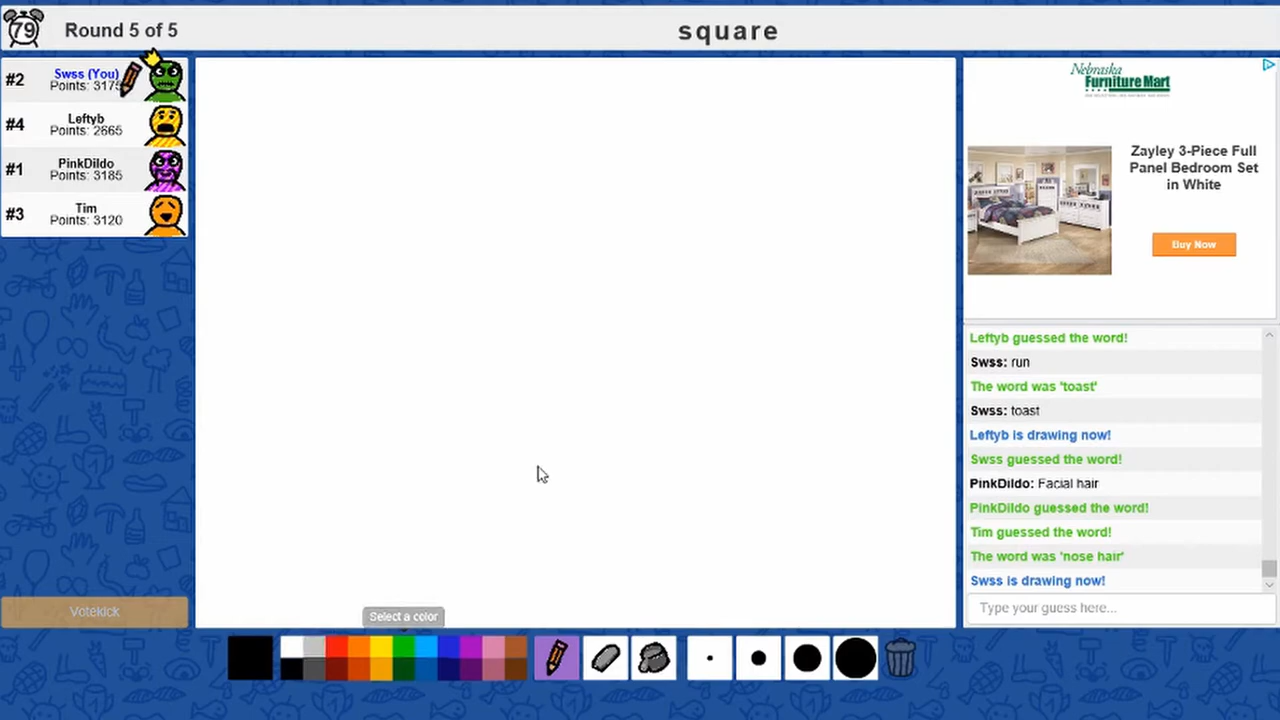 79
Round 5 of 5
square
#2
Swss (You)
Points: 3175
#4
Leftyb
Points: 2665
#1
PinkDildo
Points: 3185
#3
Tim
Points: 3120
Votekick
Select a color
Nebraska
Furniture Mart
Zayley 3-Piece Full
Panel Bedroom Set
in White
Buy Now
Leftyb guessed the word!
Swss: run
The word was 'toast'
Swss: toast
Leftyb is drawing now!
Swss guessed the word!
PinkDildo: Facial hair
PinkDildo guessed the word!
Tim guessed the word!
The word was 'nose hair'
Swss is drawing now!
Type your guess here...